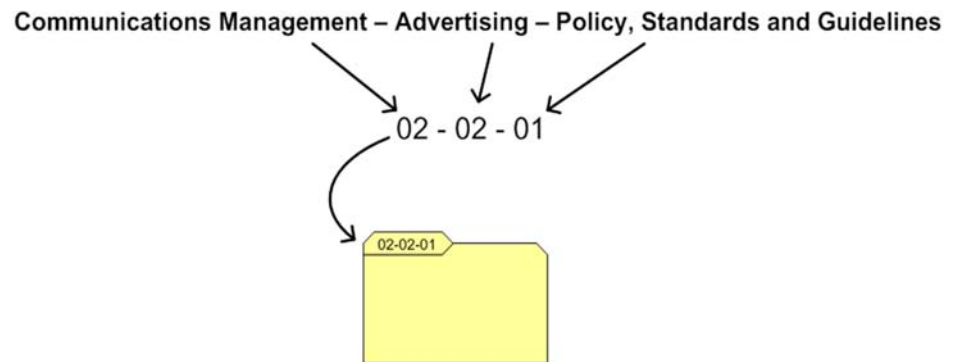 Communications Management – Advertising – Policy, Standards and Guidelines
02 - 02 - 01
02-02-01